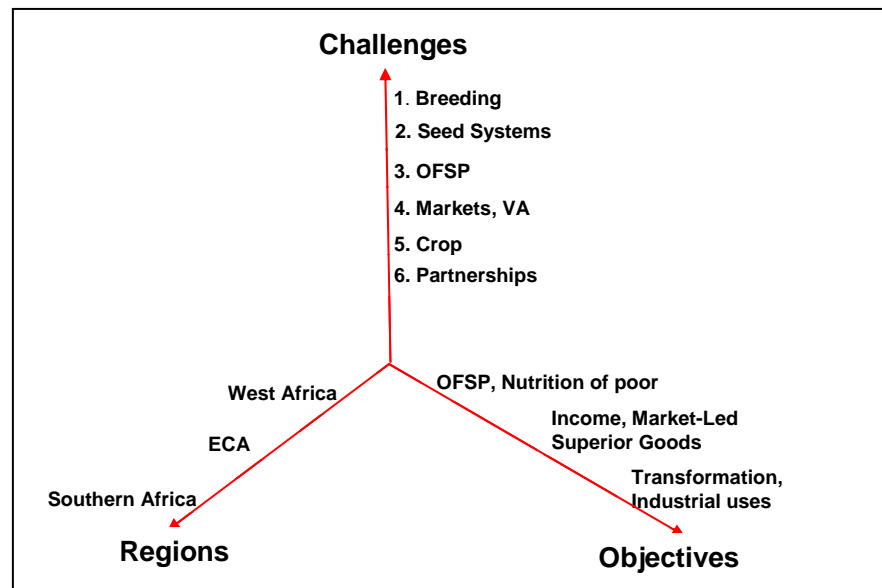 Challenges
1. Breeding
2. Seed Systems
3. OFSP
4. Markets, VA
5. Crop
6. Partnerships
West Africa
ECA
Southern Africa
Regions
OFSP, Nutrition of poor
Income, Market-Led
Superior Goods
Transformation,
Industrial uses
Objectives